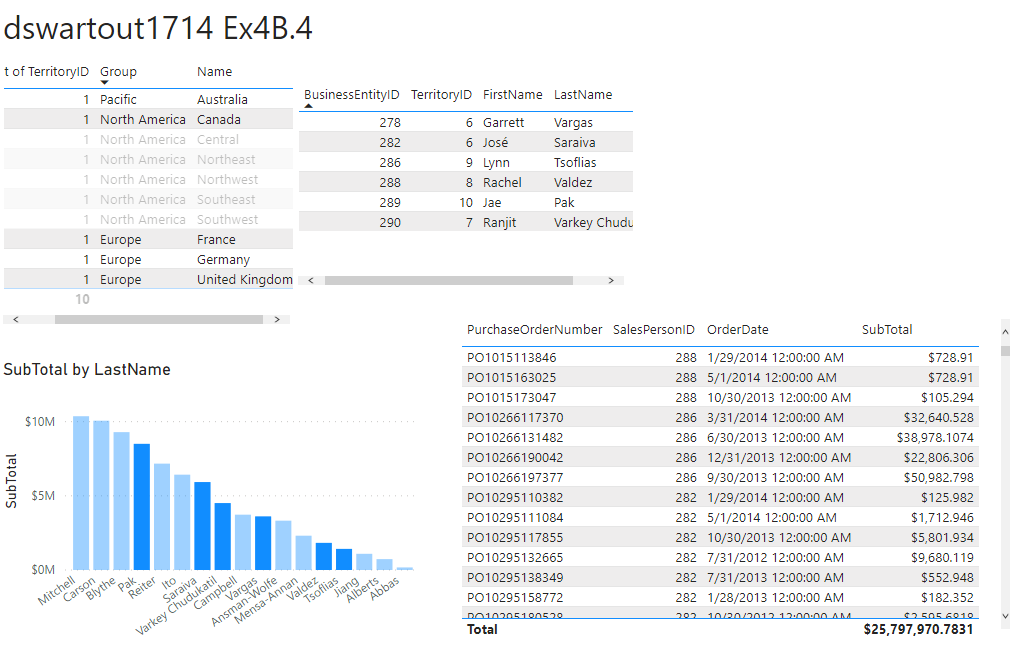 dswartout1714 Ex4B.4
t of TerritoryID Group Name
1 Pacific Australia
1 North America Canada
1 North America Central
1 North America Northeast
1 North America Northwest
1 North America Southeast
1 North America Southwest
1 Europe France
1 Europe Germany
1 Europe United Kingdom
10
BusinessEntityID TerritoryID FirstName LastName
278 6 Garrett Vargas
282 6 José Saraiva
286 9 Lynn Tsoflias
288 8 Rachel Valdez
289 10 Jae Pak
290 7 Ranjit Varkey Chudu
SubTotal by LastName
SubTotal
$10M
$5M
$0M
Mitchell
Carson
Blythe
Pak
Reiter
Ito
Saraiva
Varkey Chudukatil
Campbell
Vargas
Ansman-Wolfe
Mensa-Annan
Valdez
Tsoflias
Jiang
Alberts
Abbas
PurchaseOrderNumber SalesPersonID OrderDate SubTotal
PO1015113846 288 1/29/2014 12:00:00 AM $728.91
PO1015163025 288 5/1/2014 12:00:00 AM $728.91
PO1015173047 288 10/30/2013 12:00:00 AM $105.294
PO10266117370 286 3/31/2014 12:00:00 AM $32,640.528
PO10266131482 286 6/30/2013 12:00:00 AM $38,978.1074
PO10266190042 286 12/31/2013 12:00:00 AM $22,806.306
PO10266197377 286 9/30/2013 12:00:00 AM $50,982.798
PO10295110382 282 1/29/2014 12:00:00 AM $125.982
PO10295111084 282 5/1/2014 12:00:00 AM $1,712.946
PO10295117855 282 10/30/2013 12:00:00 AM $5,801.934
PO10295132665 282 7/31/2012 12:00:00 AM $9,680.119
PO10295138349 282 7/31/2013 12:00:00 AM $552.948
PO10295158772 282 1/28/2013 12:00:00 AM $182.352
PO10295180528 282 10/30/2012 12:00:00 AM $2,595.6818
Total $25,797,970.7831